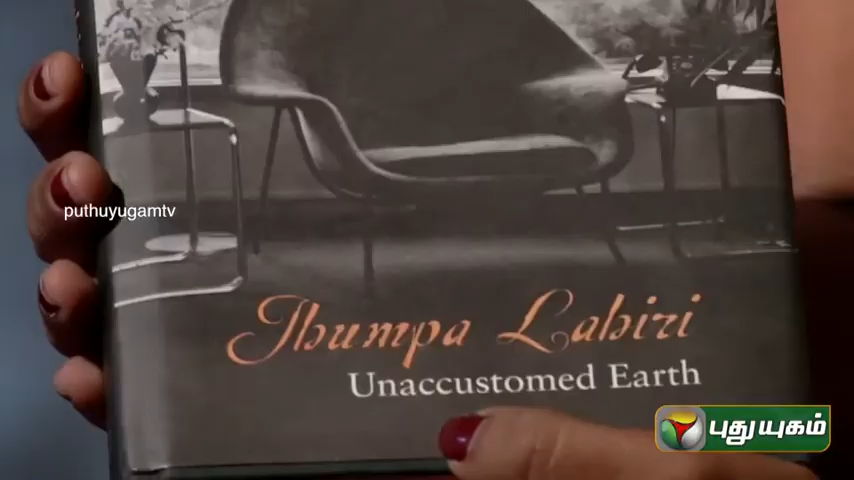 puthuyugamtv
Jhumpa Lahiri
Unaccustomed Earth
புதுயுகம்